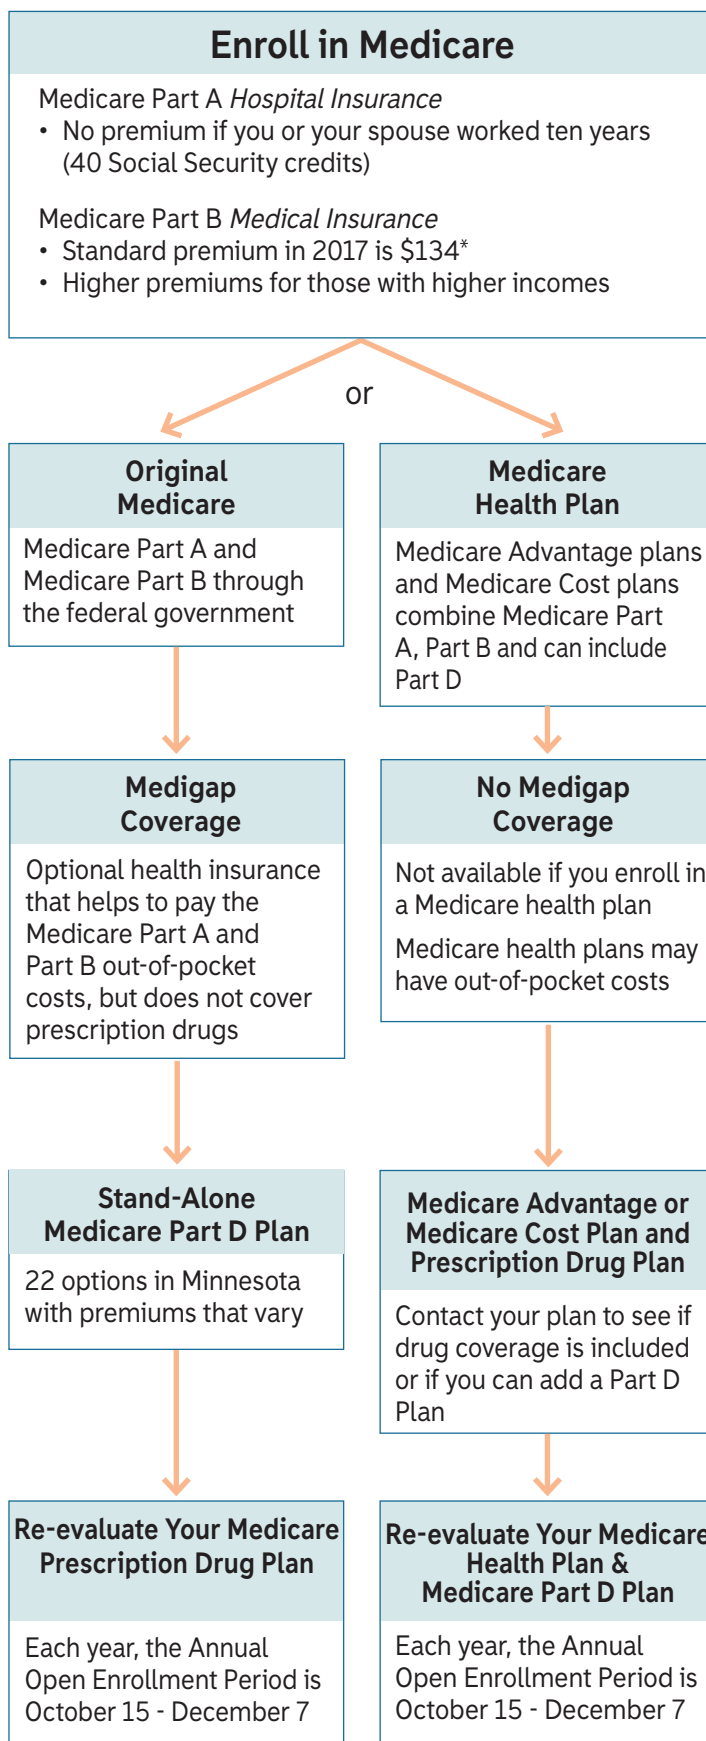 Enroll in Medicare
Medicare Part A Hospital Insurance
• No premium if you or your spouse worked ten years
(40 Social Security credits)
Medicare Part B Medical Insurance
• Standard premium in 2017 is $134*
• Higher premiums for those with higher incomes
or
Original
Medicare
Medicare Part A and
Medicare Part B through
the federal government
Medicare
Health Plan
Medicare Advantage plans
and Medicare Cost plans
combine Medicare Part
A, Part B and can include
Part D
Medigap
Coverage
Optional health insurance
that helps to pay the
Medicare Part A and
Part B out-of-pocket
costs, but does not cover
prescription drugs
No Medigap
Coverage
Not available if you enroll in
a Medicare health plan
Medicare health plans may
have out-of-pocket costs
Stand-Alone
Medicare Part D Plan
22 options in Minnesota
with premiums that vary
Medicare Advantage or
Medicare Cost Plan and
Prescription Drug Plan
Contact your plan to see if
drug coverage is included
or if you can add a Part D
Plan
Re-evaluate Your Medicare
Prescription Drug Plan
Each year, the Annual
Open Enrollment Period is
October 15 - December 7
Re-evaluate Your Medicare
Health Plan &
Medicare Part D Plan
Each year, the Annual
Open Enrollment Period is
October 15 - December 7